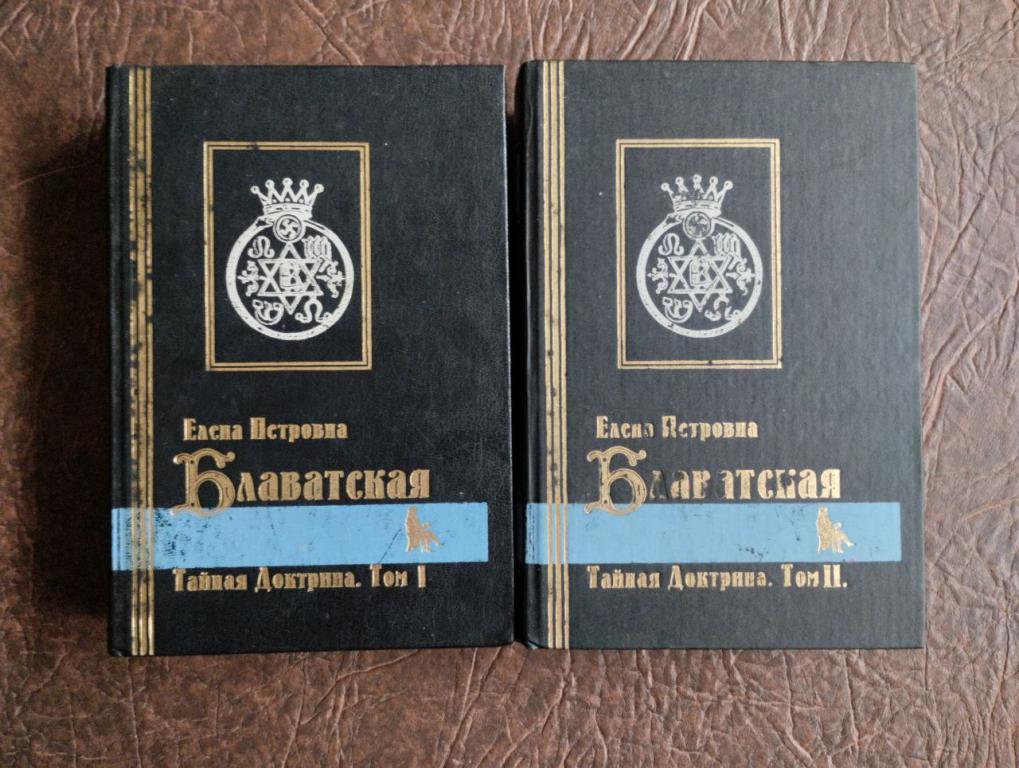 Елена Петровна
Блаватская
Тайная Доктрина. Том I
Елена Петровна
Блаватская
Тайная Доктрина. Том II.